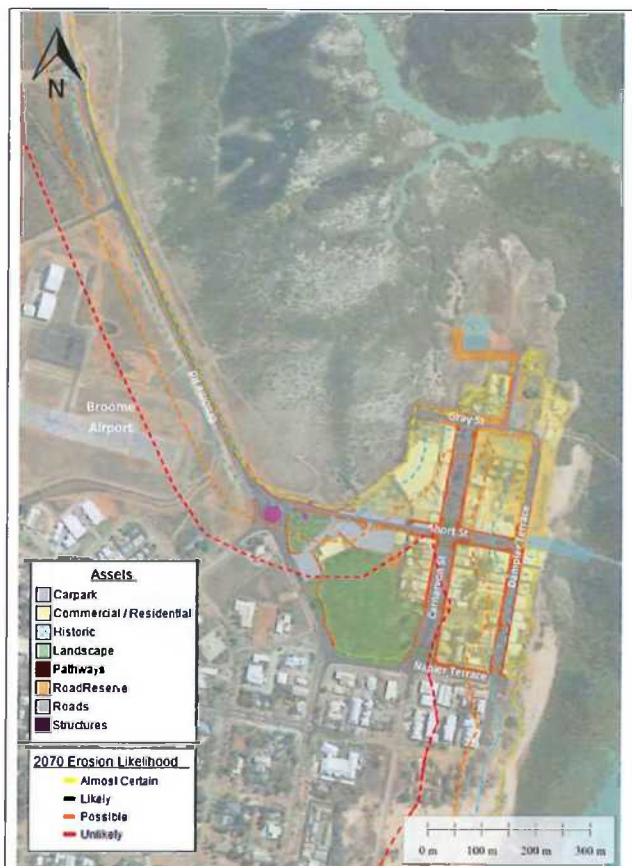 N
Broome
Airport
Gray St
Short St
Carnarvon St
Dampier Terrace
Napier Terrace
Assets
Carpark
Commercial / Residential
Historic
Landscape
Pathways
RoadReserve
Roads
Structures
2070 Erosion Likelihood
Almost Certain
Likely
Possible
Unlikely
0 m
100 m
200 m
300 m